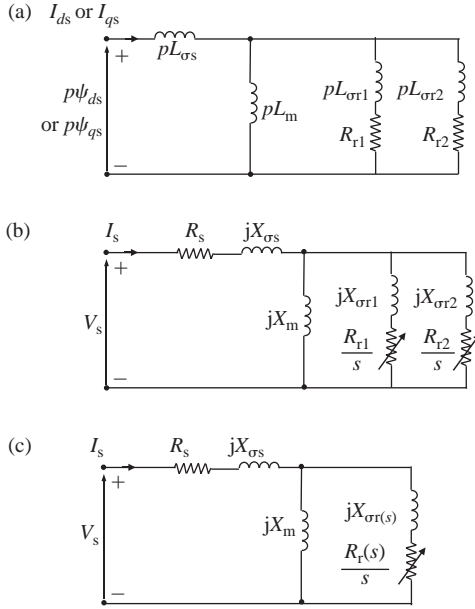 (a) I_ds or I_qs
pL_σs
+
pψ_ds
or pψ_qs
−
pL_m
pL_σr1
pL_σr2
R_r1
R_r2
(b) I_s
R_s
jX_σs
+
V_s
−
jX_m
jX_σr1
jX_σr2
R_r1/s
R_r2/s
(c) I_s
R_s
jX_σs
+
V_s
−
jX_m
jX_σr(s)
R_r(s)/s